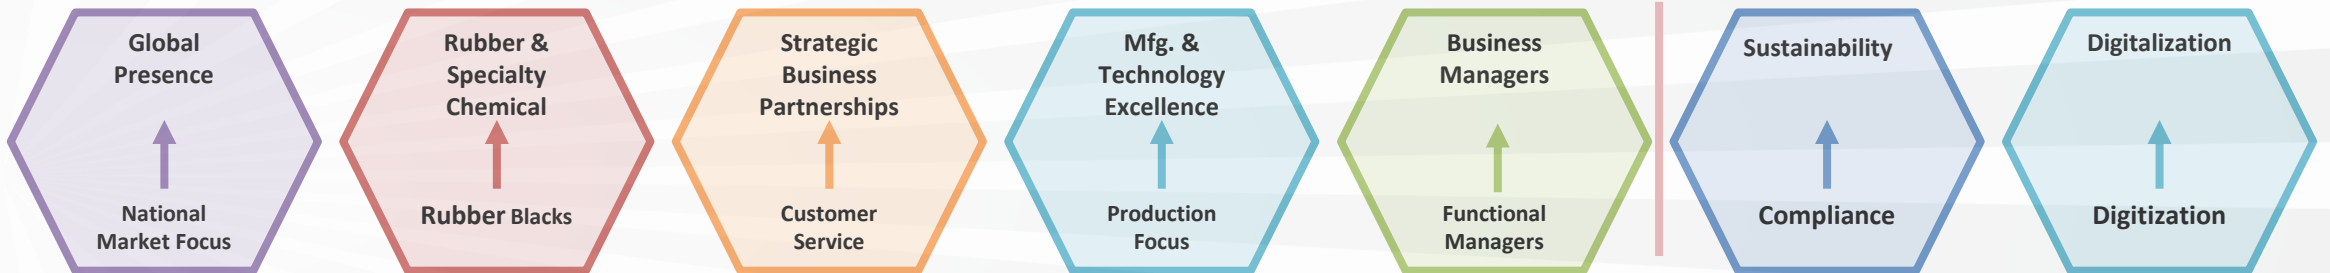 Global
Presence
National
Market Focus
Rubber &
Specialty
Chemical
Rubber Blacks
Strategic
Business
Partnerships
Customer
Service
Mfg. &
Technology
Excellence
Production
Focus
Business
Managers
Functional
Managers
Sustainability
Compliance
Digitalization
Digitization